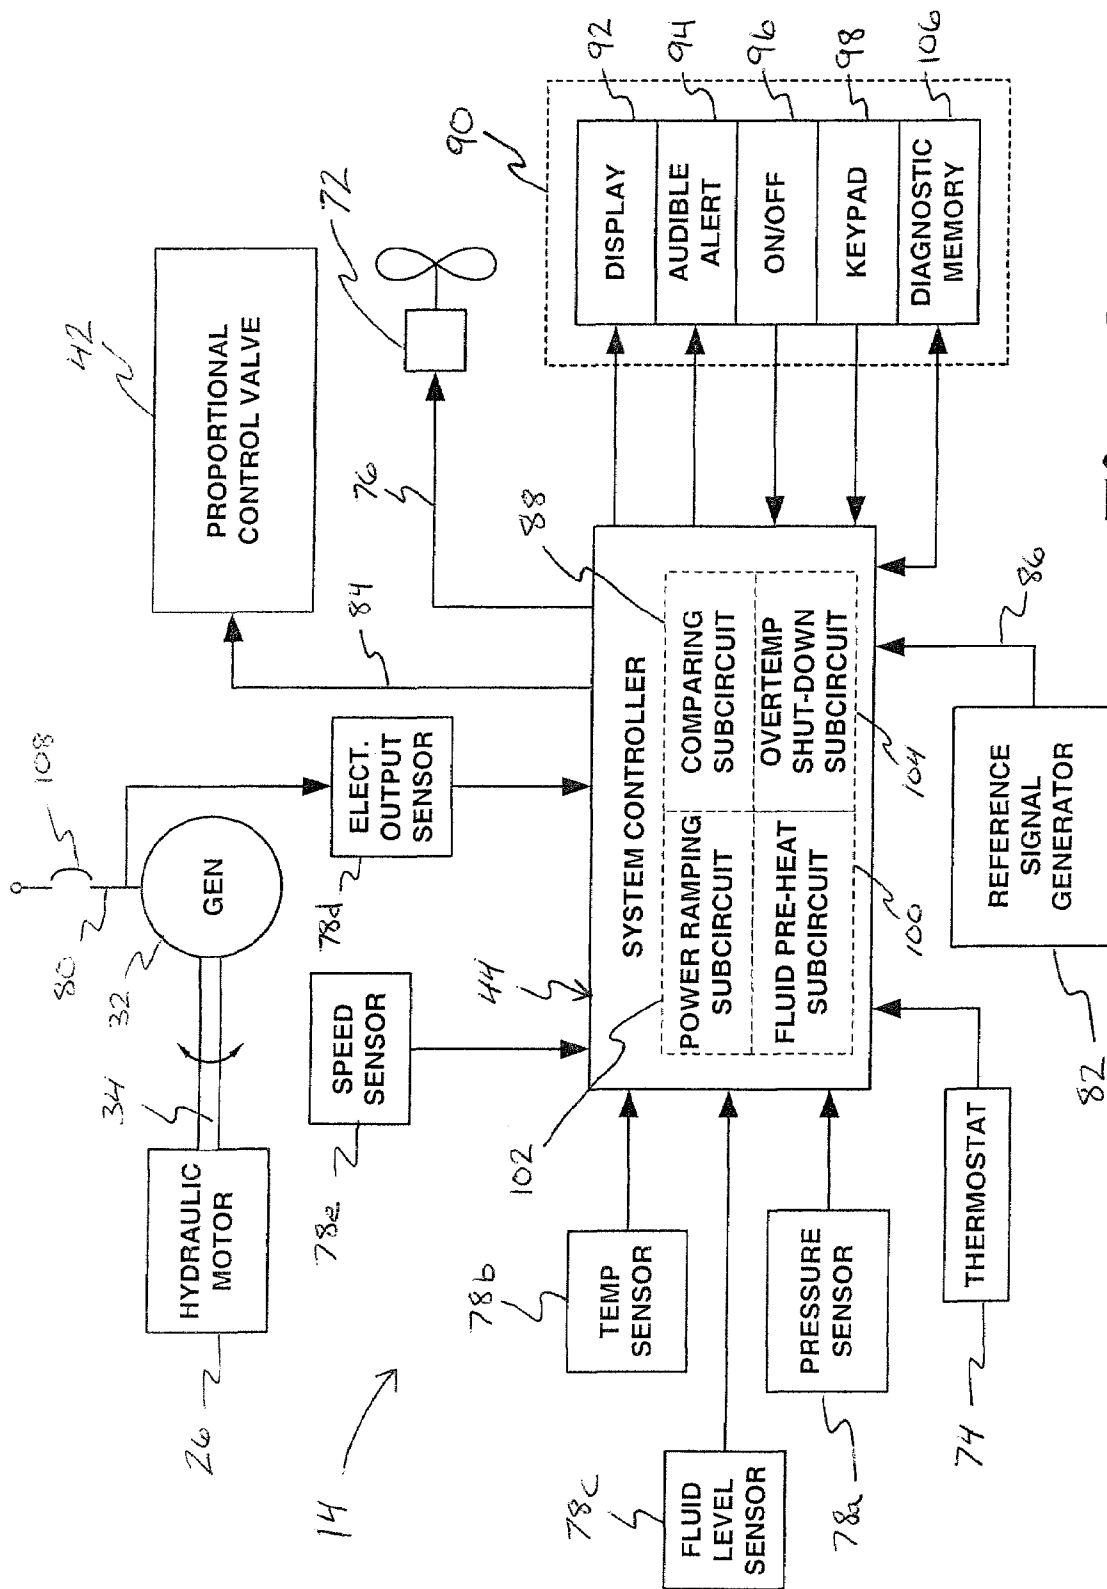 14
26
HYDRAULIC
MOTOR
34
32
GEN
80
108
42
PROPORTIONAL
CONTROL VALVE
84
76
72
78e
SPEED
SENSOR
78d
ELECT.
OUTPUT
SENSOR
78b
TEMP
SENSOR
78c
FLUID
LEVEL
SENSOR
78a
PRESSURE
SENSOR
74
THERMOSTAT
44
SYSTEM CONTROLLER
102
POWER RAMPING
SUBCIRCUIT
88
COMPARING
SUBCIRCUIT
100
FLUID PRE-HEAT
SUBCIRCUIT
104
OVERTEMP
SHUT-DOWN
SUBCIRCUIT
82
REFERENCE
SIGNAL
GENERATOR
86
90
DISPLAY
92
AUDIBLE
ALERT
94
ON/OFF
96
KEYPAD
98
DIAGNOSTIC
MEMORY
106